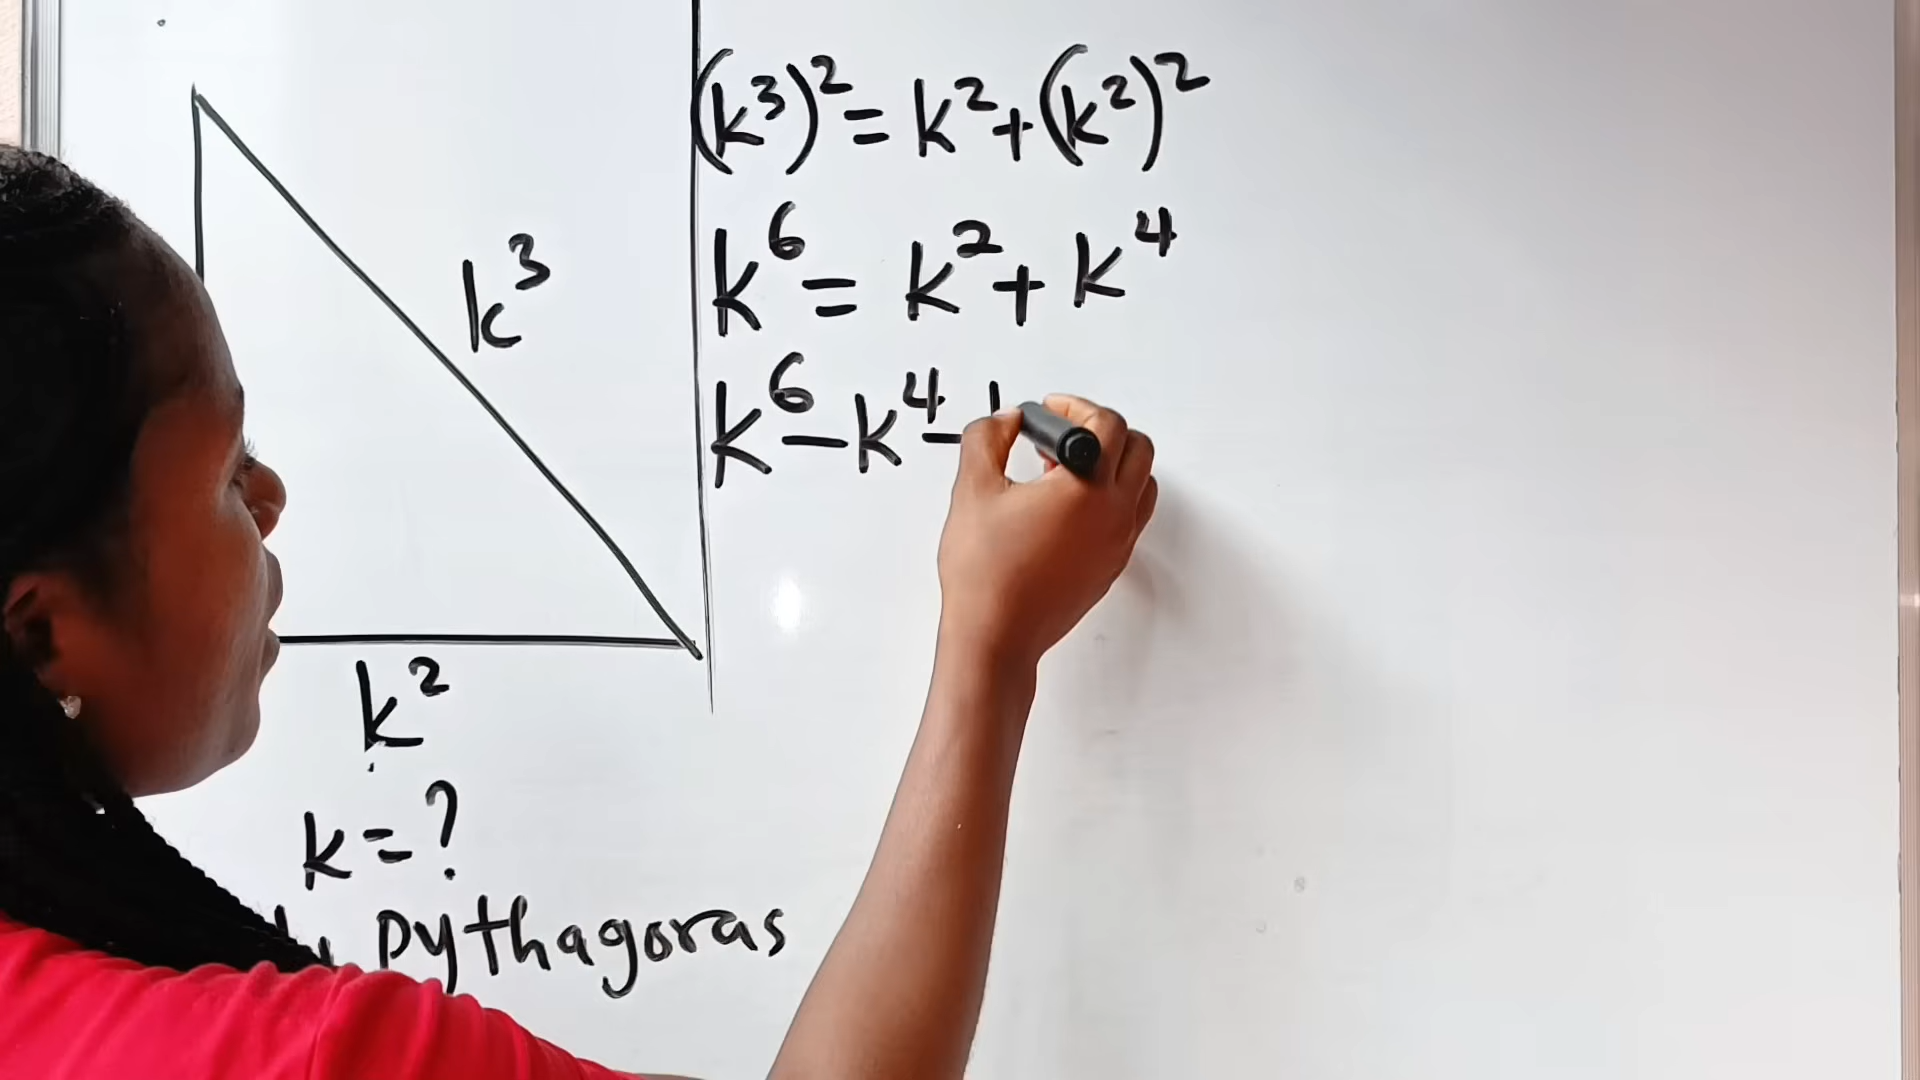 k³
k²
k=?
pythagoras
(k³)²=k²+(k²)²
k⁶=k²+k⁴
k⁶-k⁴-